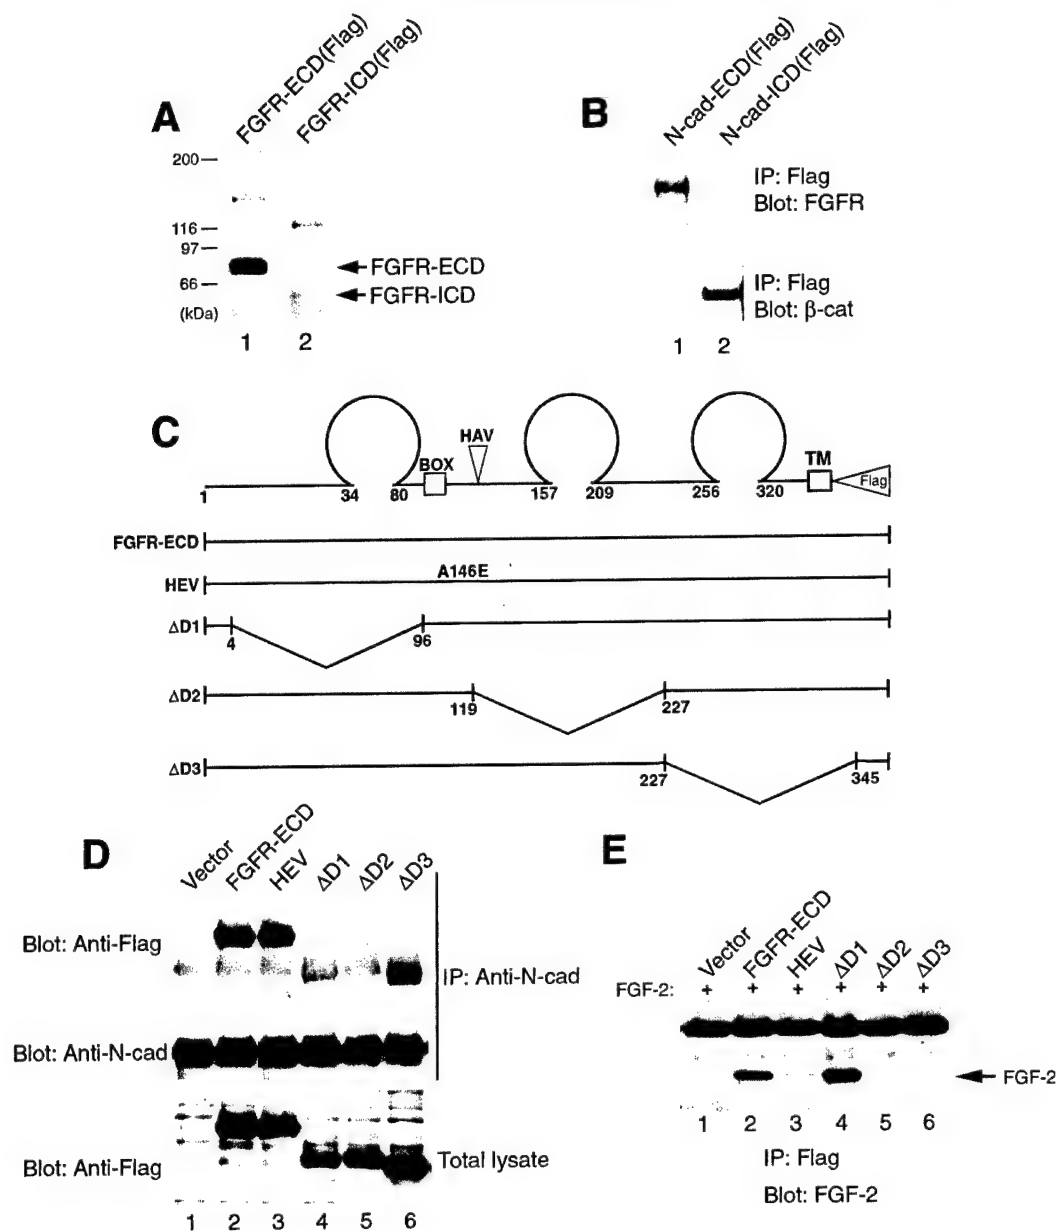 A
FGFR-ECD(Flag)
FGFR-ICD(Flag)
200
116
97
66
(kDa)
FGFR-ECD
FGFR-ICD
1 2
B
N-cad-ECD(Flag)
N-cad-ICD(Flag)
IP: Flag
Blot: FGFR
IP: Flag
Blot: β-cat
1 2
C
BOX
HAV
TM
Flag
1 34 80 157 209 256 320
FGFR-ECD
HEV A146E
ΔD1
4 96
ΔD2
119 227
ΔD3
227 345
D
Vector
FGFR-ECD
HEV
ΔD1
ΔD2
ΔD3
Blot: Anti-Flag
IP: Anti-N-cad
Blot: Anti-N-cad
Blot: Anti-Flag
Total lysate
1 2 3 4 5 6
E
Vector
FGFR-ECD
HEV
ΔD1
ΔD2
ΔD3
FGF-2: + + + + + +
FGF-2
1 2 3 4 5 6
IP: Flag
Blot: FGF-2